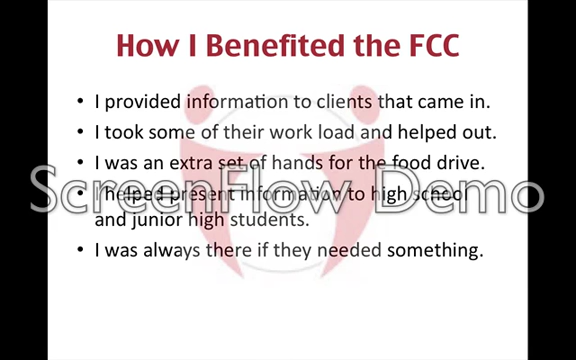 How I Benefited the FCC
• I provided information to clients that came in.
• I took some of their work load and helped out.
• I was an extra set of hands for the food drive.
ScreenFlow Demo
• I helped present information to high school
and junior high students.
• I was always there if they needed something.